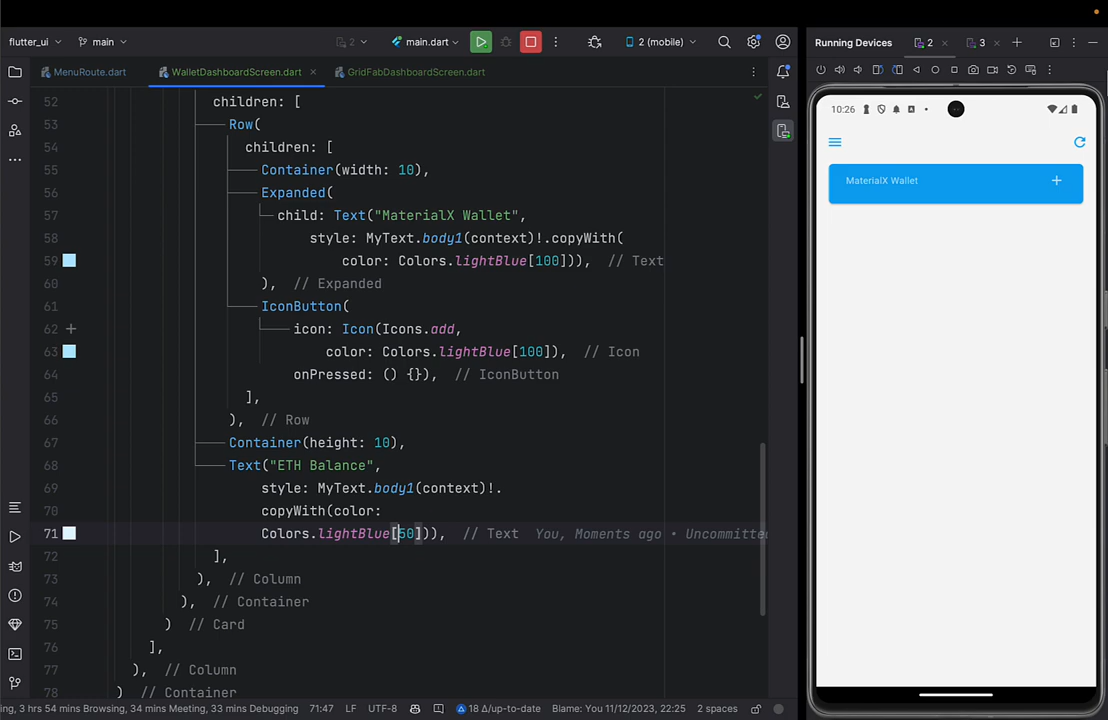 flutter_ui
main
2
main.dart
2 (mobile)
Running Devices
2
3
MenuRoute.dart
WalletDashboardScreen.dart
GridFabDashboardScreen.dart
52 children: [
53 Row(
54 children: [
55 Container(width: 10),
56 Expanded(
57 child: Text("MaterialX Wallet",
58 style: MyText.body1(context)!.copyWith(
59 color: Colors.lightBlue[100])), // Text
60 ), // Expanded
61 IconButton(
62 icon: Icon(Icons.add,
63 color: Colors.lightBlue[100]), // Icon
64 onPressed: () {}), // IconButton
65 ],
66 ), // Row
67 Container(height: 10),
68 Text("ETH Balance",
69 style: MyText.body1(context)!.
70 copyWith(color:
71 Colors.lightBlue[50])), // Text You, Moments ago • Uncommitted
72 ],
73 ), // Column
74 ), // Container
75 ) // Card
76 ],
77 ), // Column
78 ) // Container
ing, 3 hrs 54 mins Browsing, 34 mins Meeting, 33 mins Debugging
71:47
LF
UTF-8
18 Δ/up-to-date
Blame: You 11/12/2023, 22:25
2 spaces
10:26
MaterialX Wallet